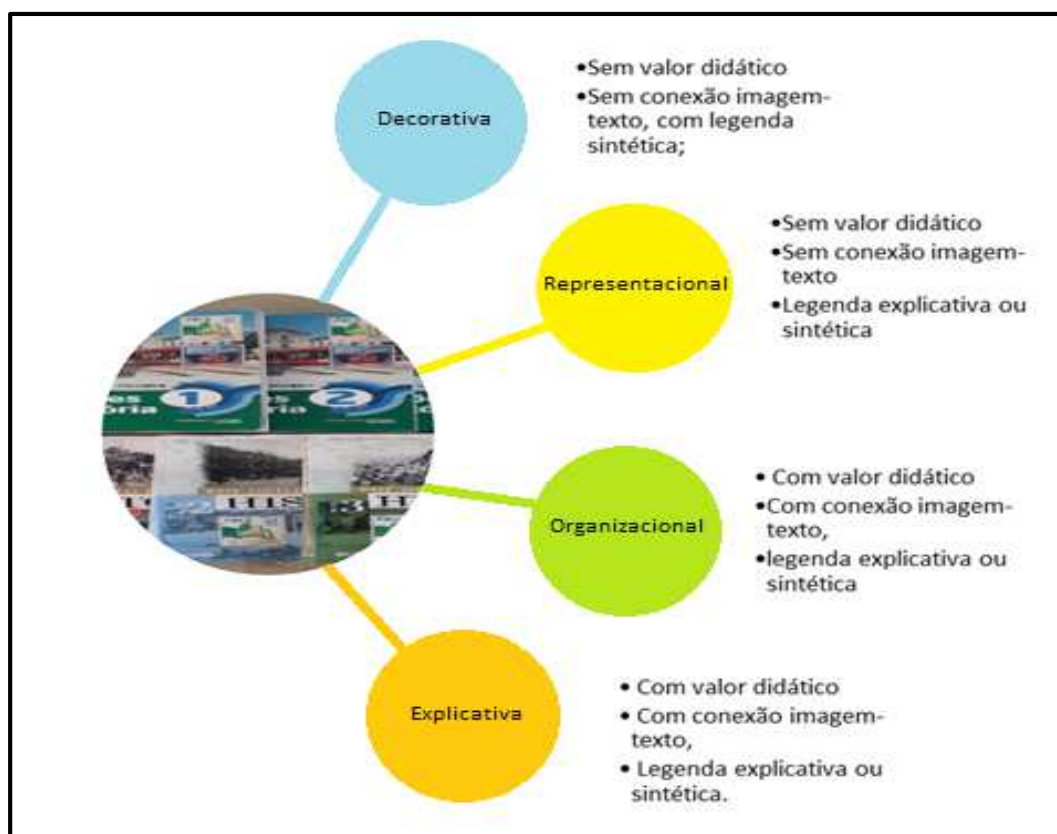 Decorativa
•Sem valor didático
•Sem conexão imagem-
texto, com legenda
sintética;
Representacional
•Sem valor didático
•Sem conexão imagem-
texto
•Legenda explicativa ou
sintética
1
2
Organizacional
• Com valor didático
•Com conexão imagem-
texto,
•legenda explicativa ou
sintética
Explicativa
• Com valor didático
• Com conexão imagem-
texto,
• Legenda explicativa ou
sintética.